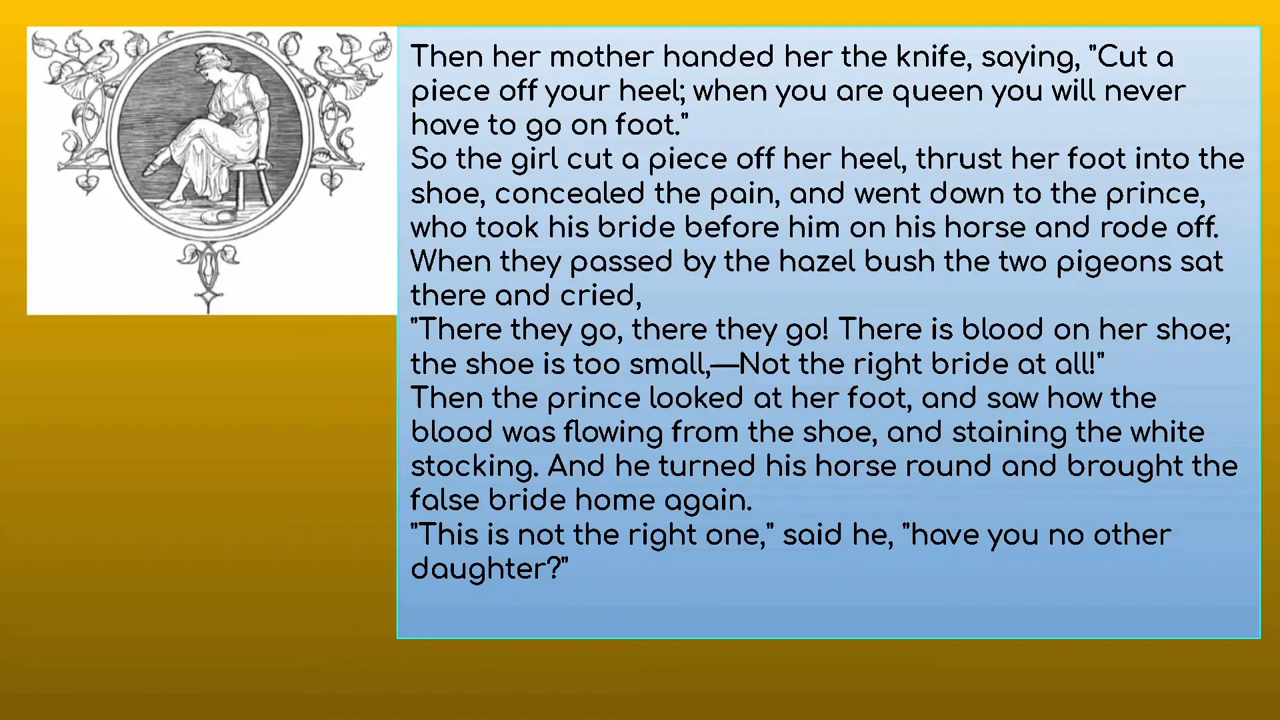 Then her mother handed her the knife, saying, "Cut a
piece off your heel; when you are queen you will never
have to go on foot."
So the girl cut a piece off her heel, thrust her foot into the
shoe, concealed the pain, and went down to the prince,
who took his bride before him on his horse and rode off.
When they passed by the hazel bush the two pigeons sat
there and cried,
"There they go, there they go! There is blood on her shoe;
the shoe is too small,—Not the right bride at all!"
Then the prince looked at her foot, and saw how the
blood was flowing from the shoe, and staining the white
stocking. And he turned his horse round and brought the
false bride home again.
"This is not the right one," said he, "have you no other
daughter?"